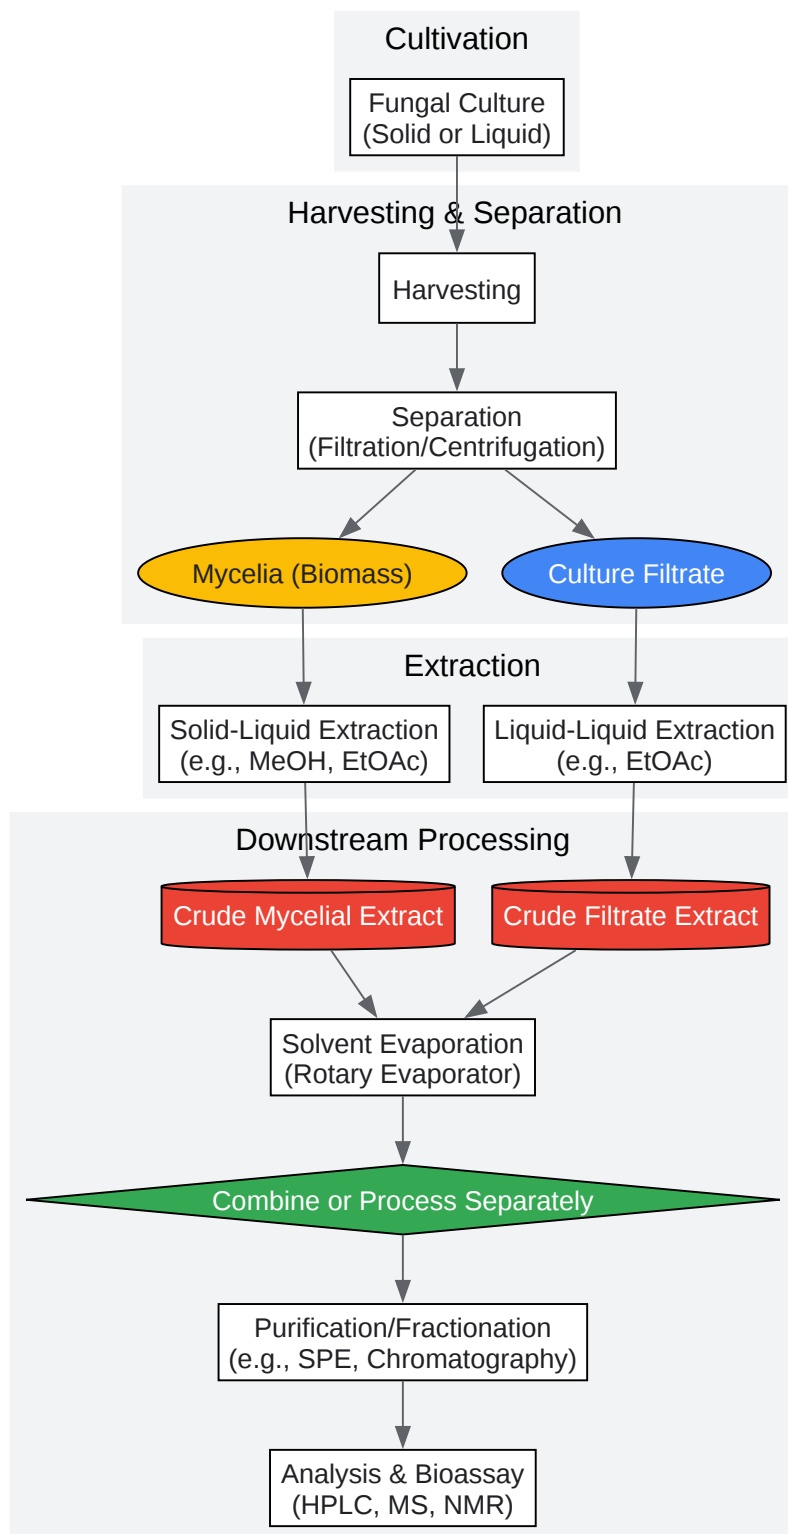 Cultivation
Fungal Culture
(Solid or Liquid)
Harvesting & Separation
Harvesting
Separation
(Filtration/Centrifugation)
Mycelia (Biomass)
Culture Filtrate
Extraction
Solid-Liquid Extraction
(e.g., MeOH, EtOAc)
Liquid-Liquid Extraction
(e.g., EtOAc)
Downstream Processing
Crude Mycelial Extract
Crude Filtrate Extract
Solvent Evaporation
(Rotary Evaporator)
Combine or Process Separately
Purification/Fractionation
(e.g., SPE, Chromatography)
Analysis & Bioassay
(HPLC, MS, NMR)